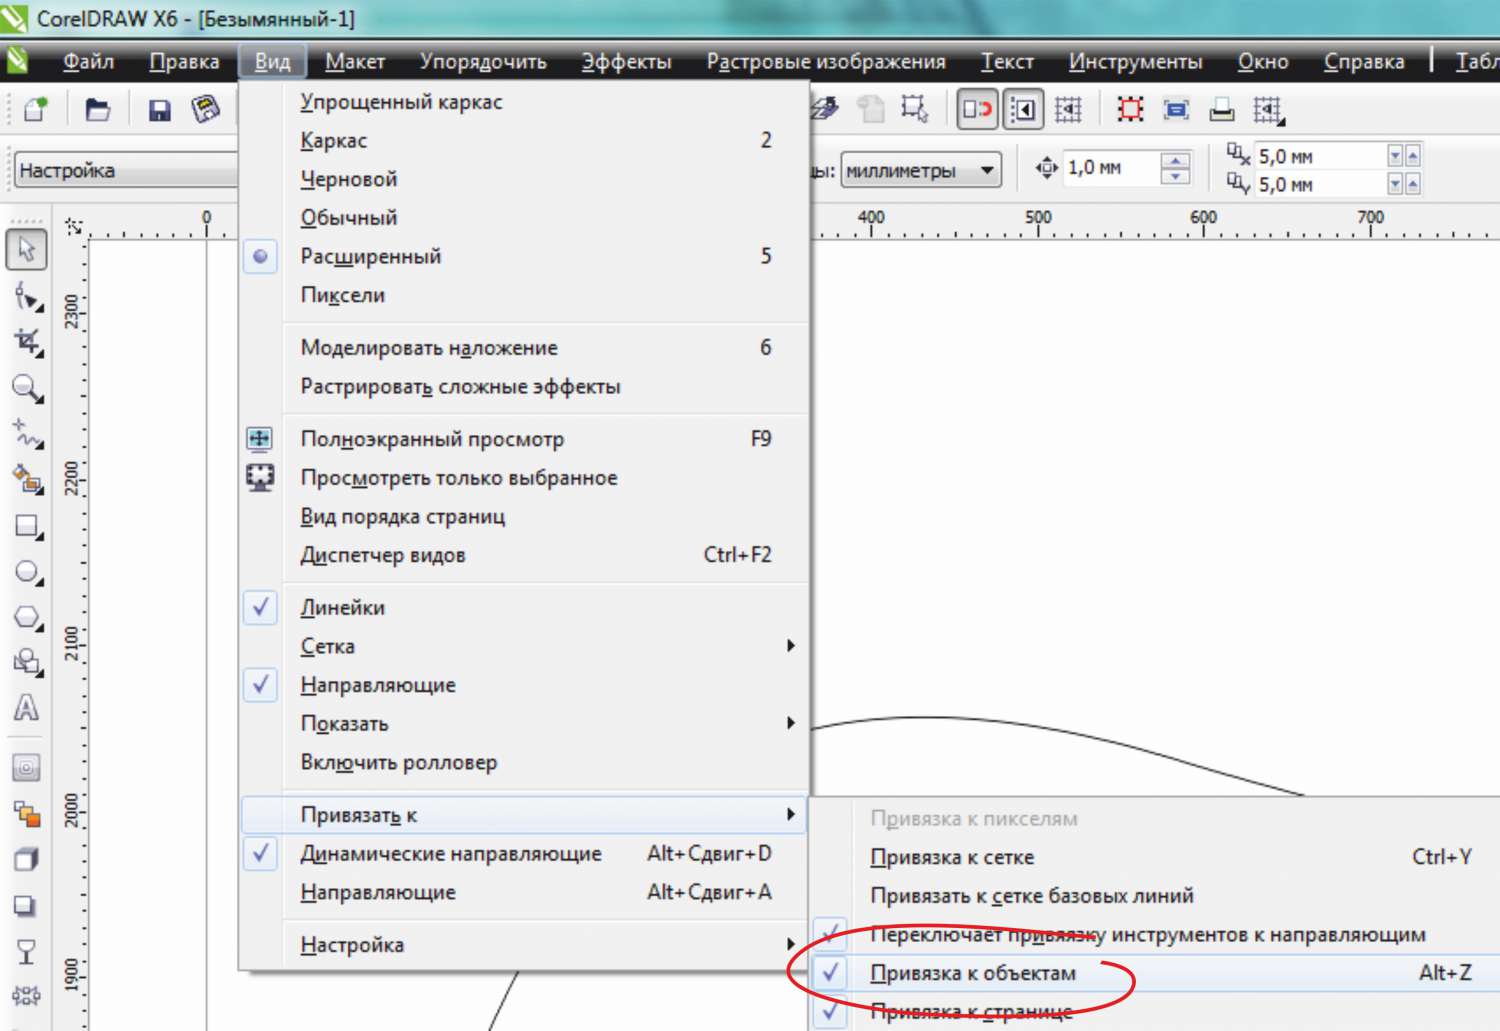 CorelDRAW X6 - [Безымянный-1]
Файл Правка Вид Макет Упорядочить Эффекты Растровые изображения Текст Инструменты Окно Справка
Настройка
миллиметры
1,0 мм
5,0 мм
5,0 мм
0 400 500 600 700
2300
2200
2100
2000
1900
Упрощенный каркас
Каркас 2
Черновой
Обычный
Расширенный 5
Пиксели
Моделировать наложение 6
Растрировать сложные эффекты
Полноэкранный просмотр F9
Просмотреть только выбранное
Вид порядка страниц
Диспетчер видов Ctrl+F2
Линейки
Сетка
Направляющие
Показать
Включить ролловер
Привязать к
Динамические направляющие Alt+Сдвиг+D
Направляющие Alt+Сдвиг+A
Настройка
Привязка к пикселям
Привязка к сетке Ctrl+Y
Привязать к сетке базовых линий
Переключает привяязку инструментов к направляющим
Привязка к объектам Alt+Z
Привязка к странице